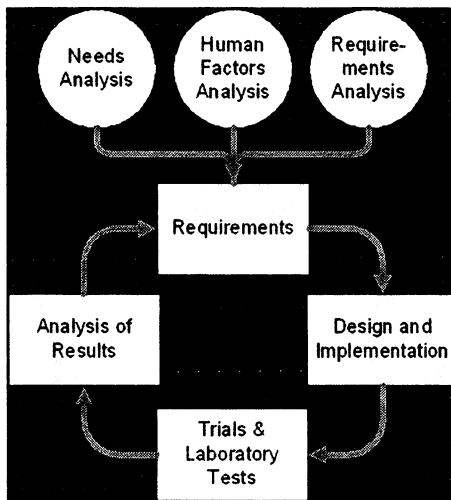 Needs
Analysis
Human
Factors
Analysis
Require-
ments
Analysis
Requirements
Analysis of
Results
Design and
Implementation
Trials &
Laboratory
Tests